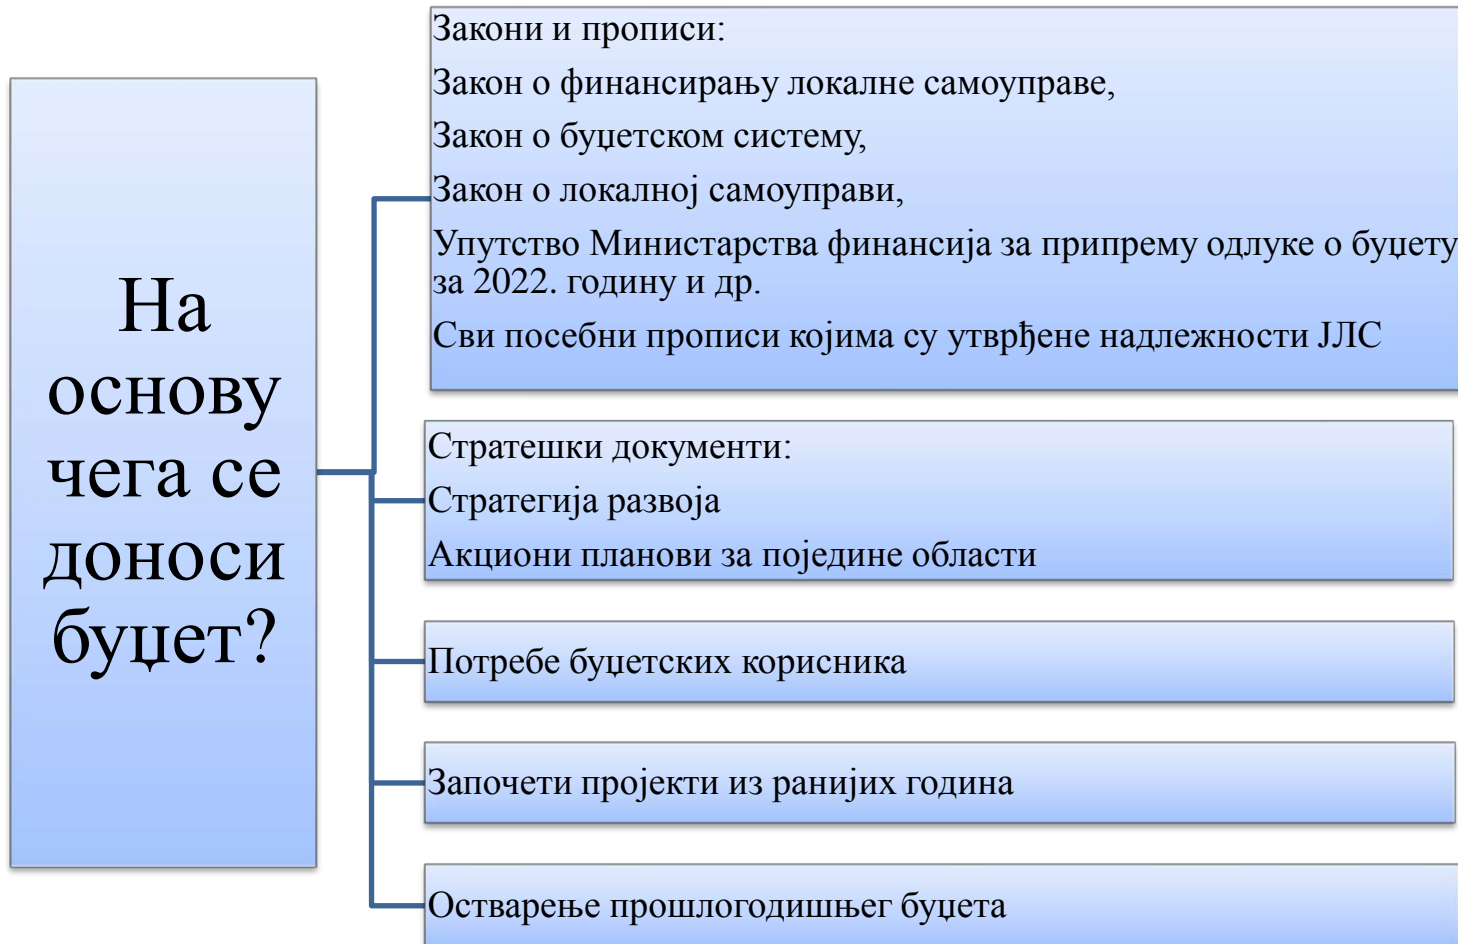 На
основу
чега се
доноси
буџет?
Закони и прописи:
Закон о финансирању локалне самоуправе,
Закон о буџетском систему,
Закон о локалној самоуправи,
Упутство Министарства финансија за припрему одлуке о буџету
за 2022. годину и др.
Сви посебни прописи којима су утврђене надлежности ЈЛС
Стратешки документи:
Стратегија развоја
Акциони планови за поједине области
Потребе буџетских корисника
Започети пројекти из ранијих година
Остварење прошлогодишњег буџета